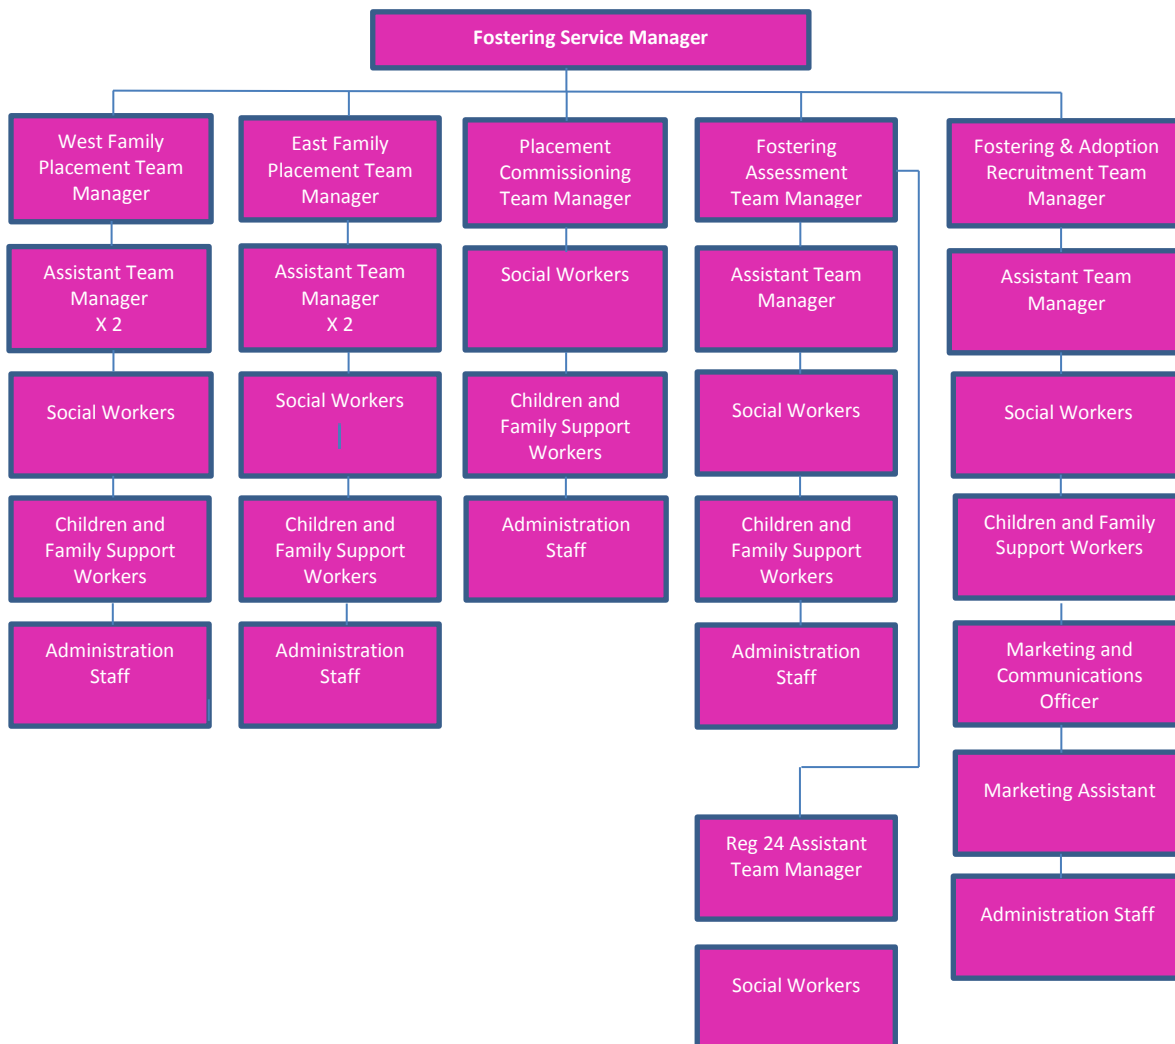 Fostering Service Manager
West Family
Placement Team
Manager
East Family
Placement Team
Manager
Placement
Commissioning
Team Manager
Fostering
Assessment
Team Manager
Fostering & Adoption
Recruitment Team
Manager
Assistant Team
Manager
X 2
Assistant Team
Manager
X 2
Social Workers
Assistant Team
Manager
Assistant Team
Manager
Social Workers
Social Workers
Children and
Family Support
Workers
Social Workers
Social Workers
Children and
Family Support
Workers
Children and
Family Support
Workers
Administration
Staff
Children and
Family Support
Workers
Children and Family
Support Workers
Administration
Staff
Administration
Staff
Administration
Staff
Marketing and
Communications
Officer
Marketing Assistant
Reg 24 Assistant
Team Manager
Administration Staff
Social Workers